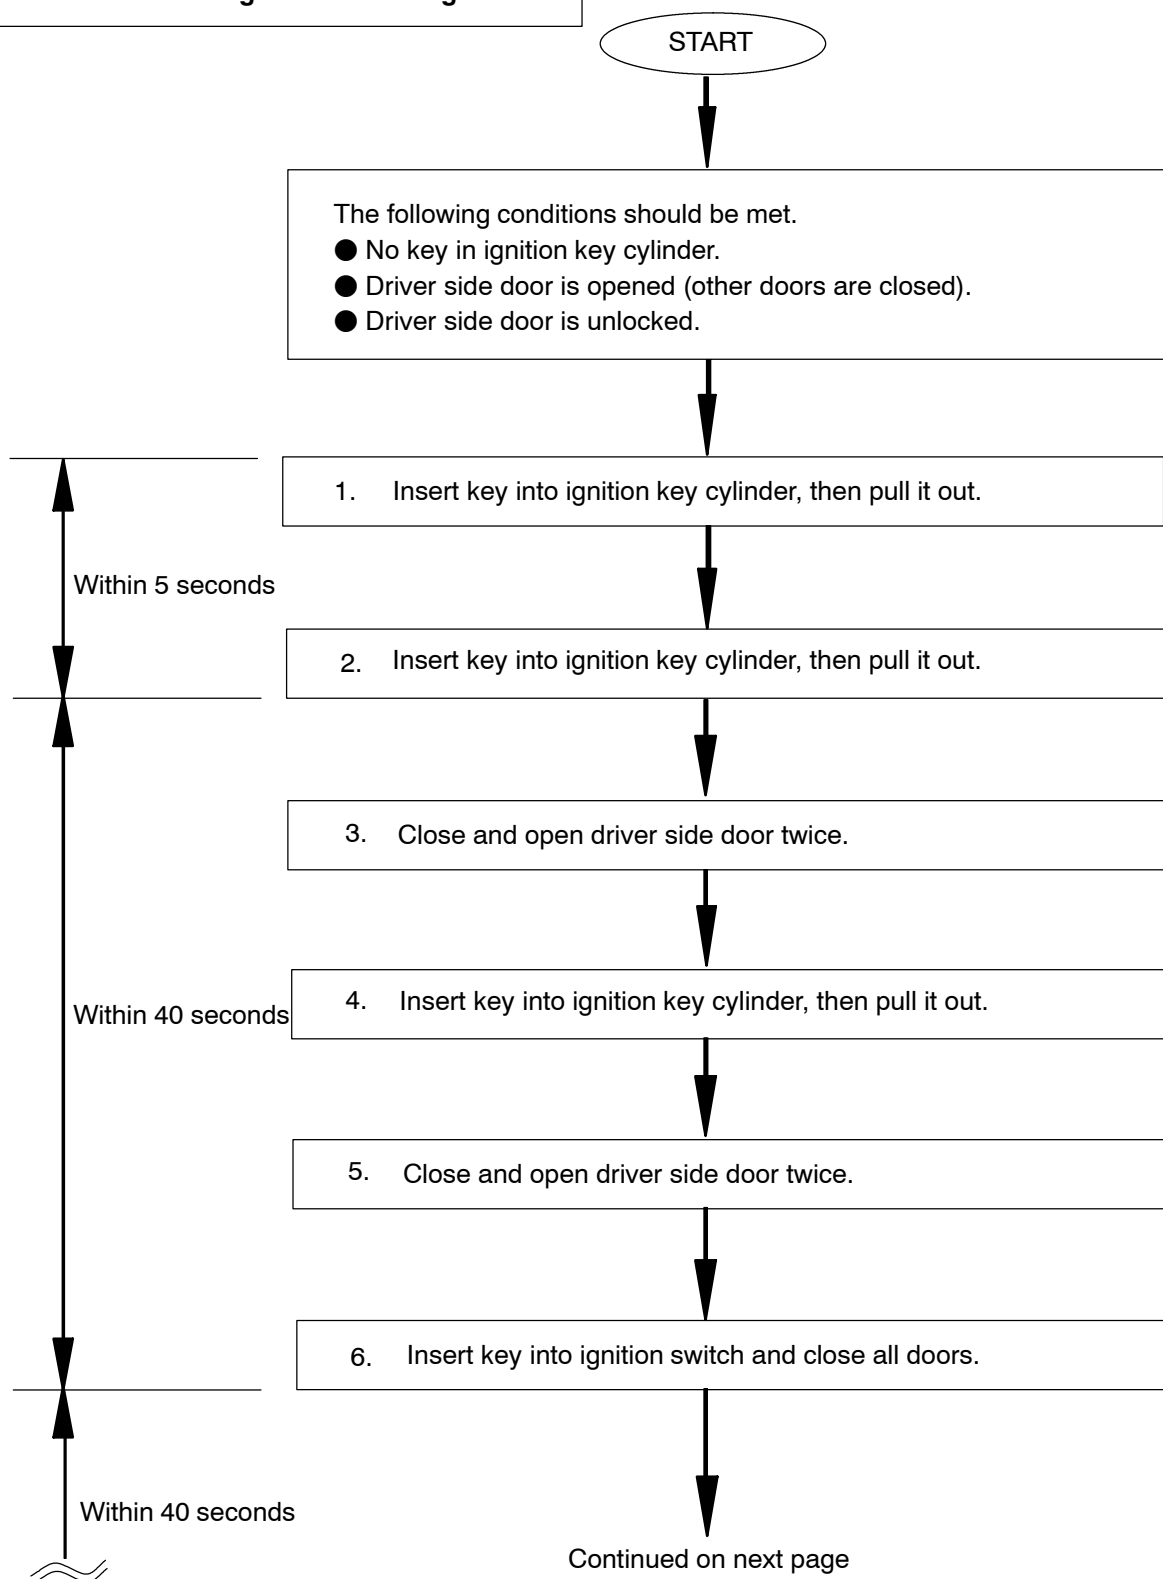 START
The following conditions should be met.
● No key in ignition key cylinder.
● Driver side door is opened (other doors are closed).
● Driver side door is unlocked.
1. Insert key into ignition key cylinder, then pull it out.
Within 5 seconds
2. Insert key into ignition key cylinder, then pull it out.
3. Close and open driver side door twice.
Within 40 seconds
4. Insert key into ignition key cylinder, then pull it out.
5. Close and open driver side door twice.
6. Insert key into ignition switch and close all doors.
Within 40 seconds
Continued on next page